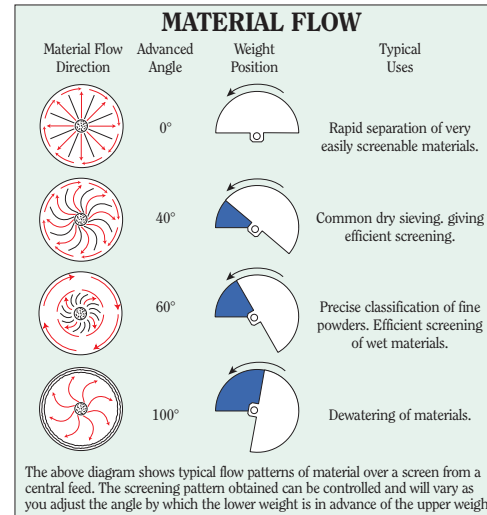 MATERIAL FLOW
Material Flow Direction
Advanced Angle
Weight Position
Typical Uses
0°
Rapid separation of very
easily screenable materials.
40°
Common dry sieving. giving
efficient screening.
60°
Precise classification of fine
powders. Efficient screening
of wet materials.
100°
Dewatering of materials.
The above diagram shows typical flow patterns of material over a screen from a
central feed. The screening pattern obtained can be controlled and will vary as
you adjust the angle by which the lower weight is in advance of the upper weigh